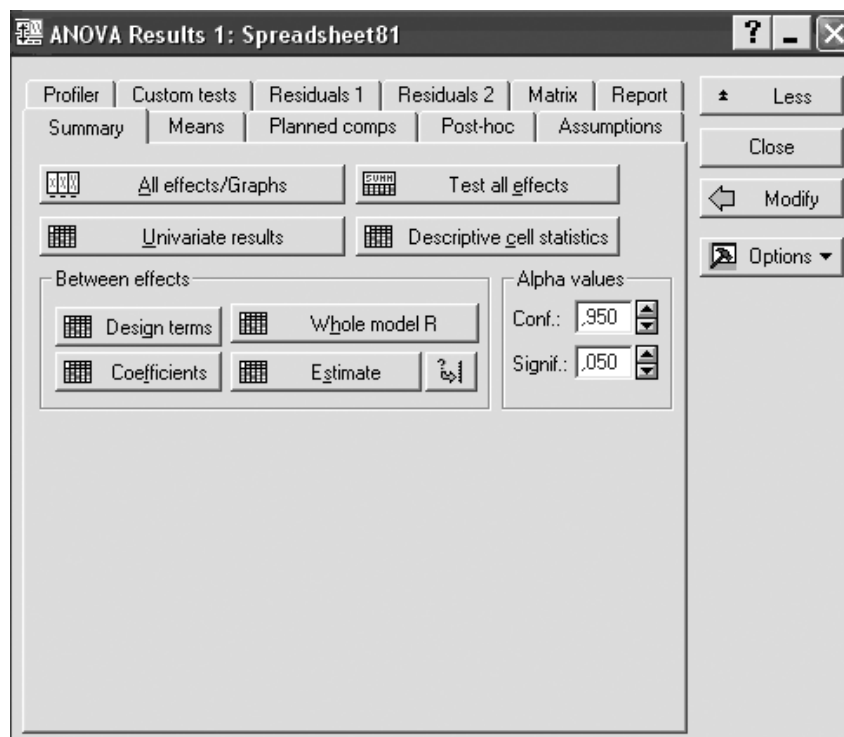 ANOVA Results 1: Spreadsheet81
Profiler Custom tests Residuals 1 Residuals 2 Matrix Report
Summary Means Planned comps Post-hoc Assumptions
All effects/Graphs Test all effects
Univariate results Descriptive cell statistics
Between effects
Design terms Whole model R
Coefficients Estimate
Alpha values
Conf.: ,950
Signif.: ,050
Less
Close
Modify
Options